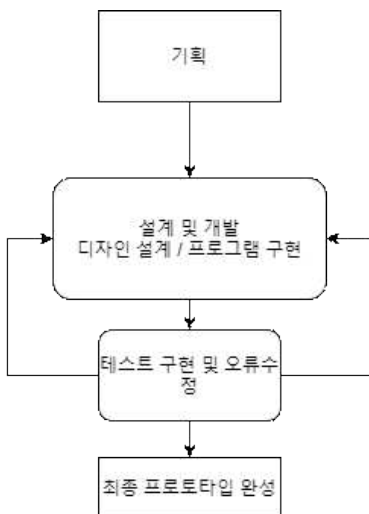 기획
설계 및 개발
디자인 설계 / 프로그램 구현
테스트 구현 및 오류수
정
최종 프로토타입 완성